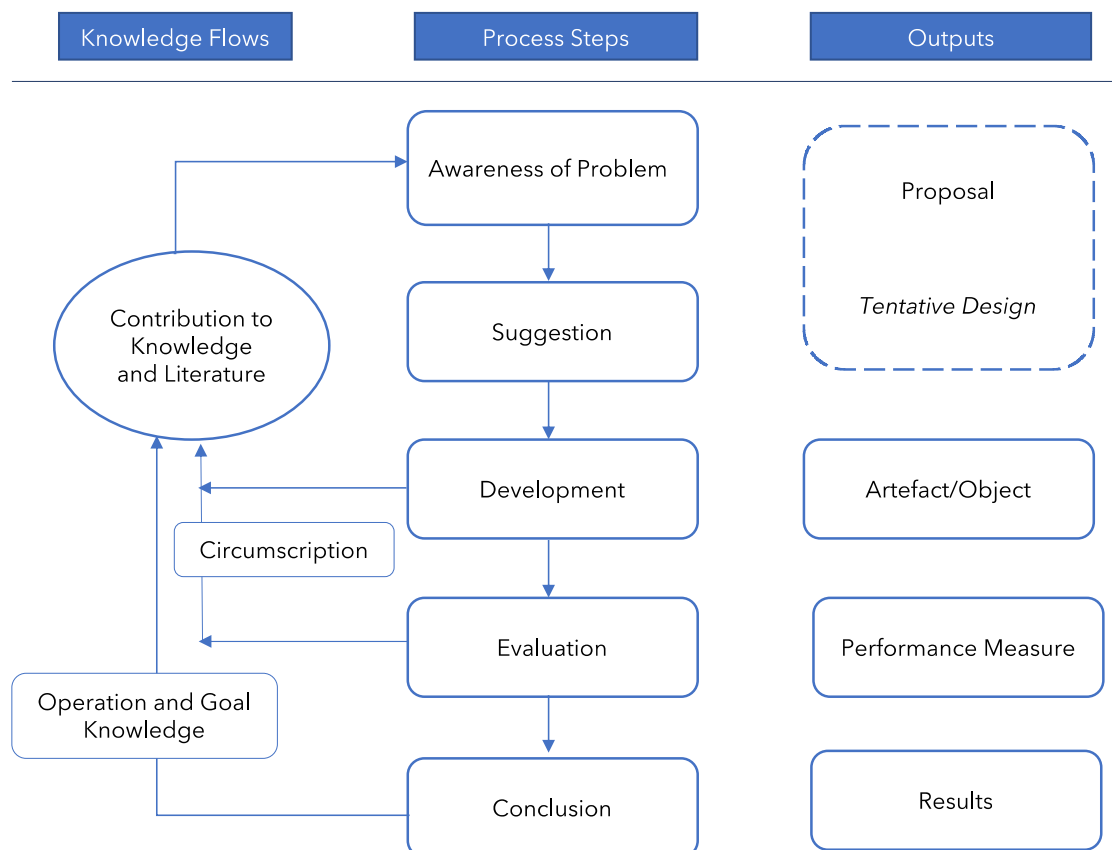 Knowledge Flows
Process Steps
Outputs
Awareness of Problem
Proposal
Contribution to
Knowledge
and Literature
Suggestion
Tentative Design
Development
Artefact/Object
Circumscription
Evaluation
Performance Measure
Operation and Goal
Knowledge
Conclusion
Results